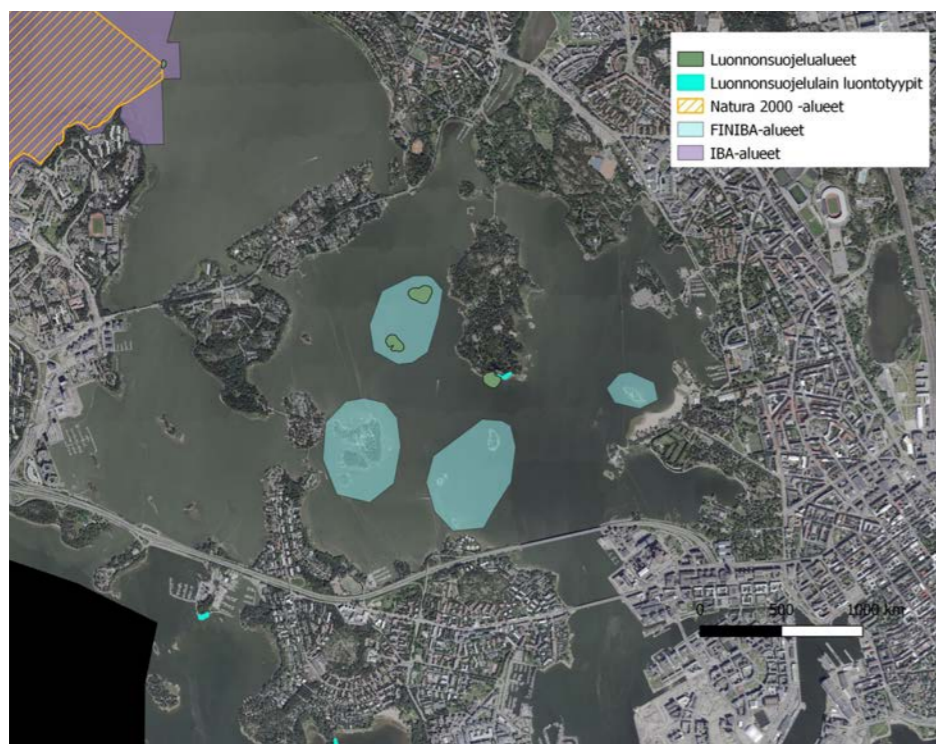 Luonnonsuojelualueet
Luonnonsuojelulain luontotyypit
Natura 2000 -alueet
FINIBA-alueet
IBA-alueet
0 500 1000 km